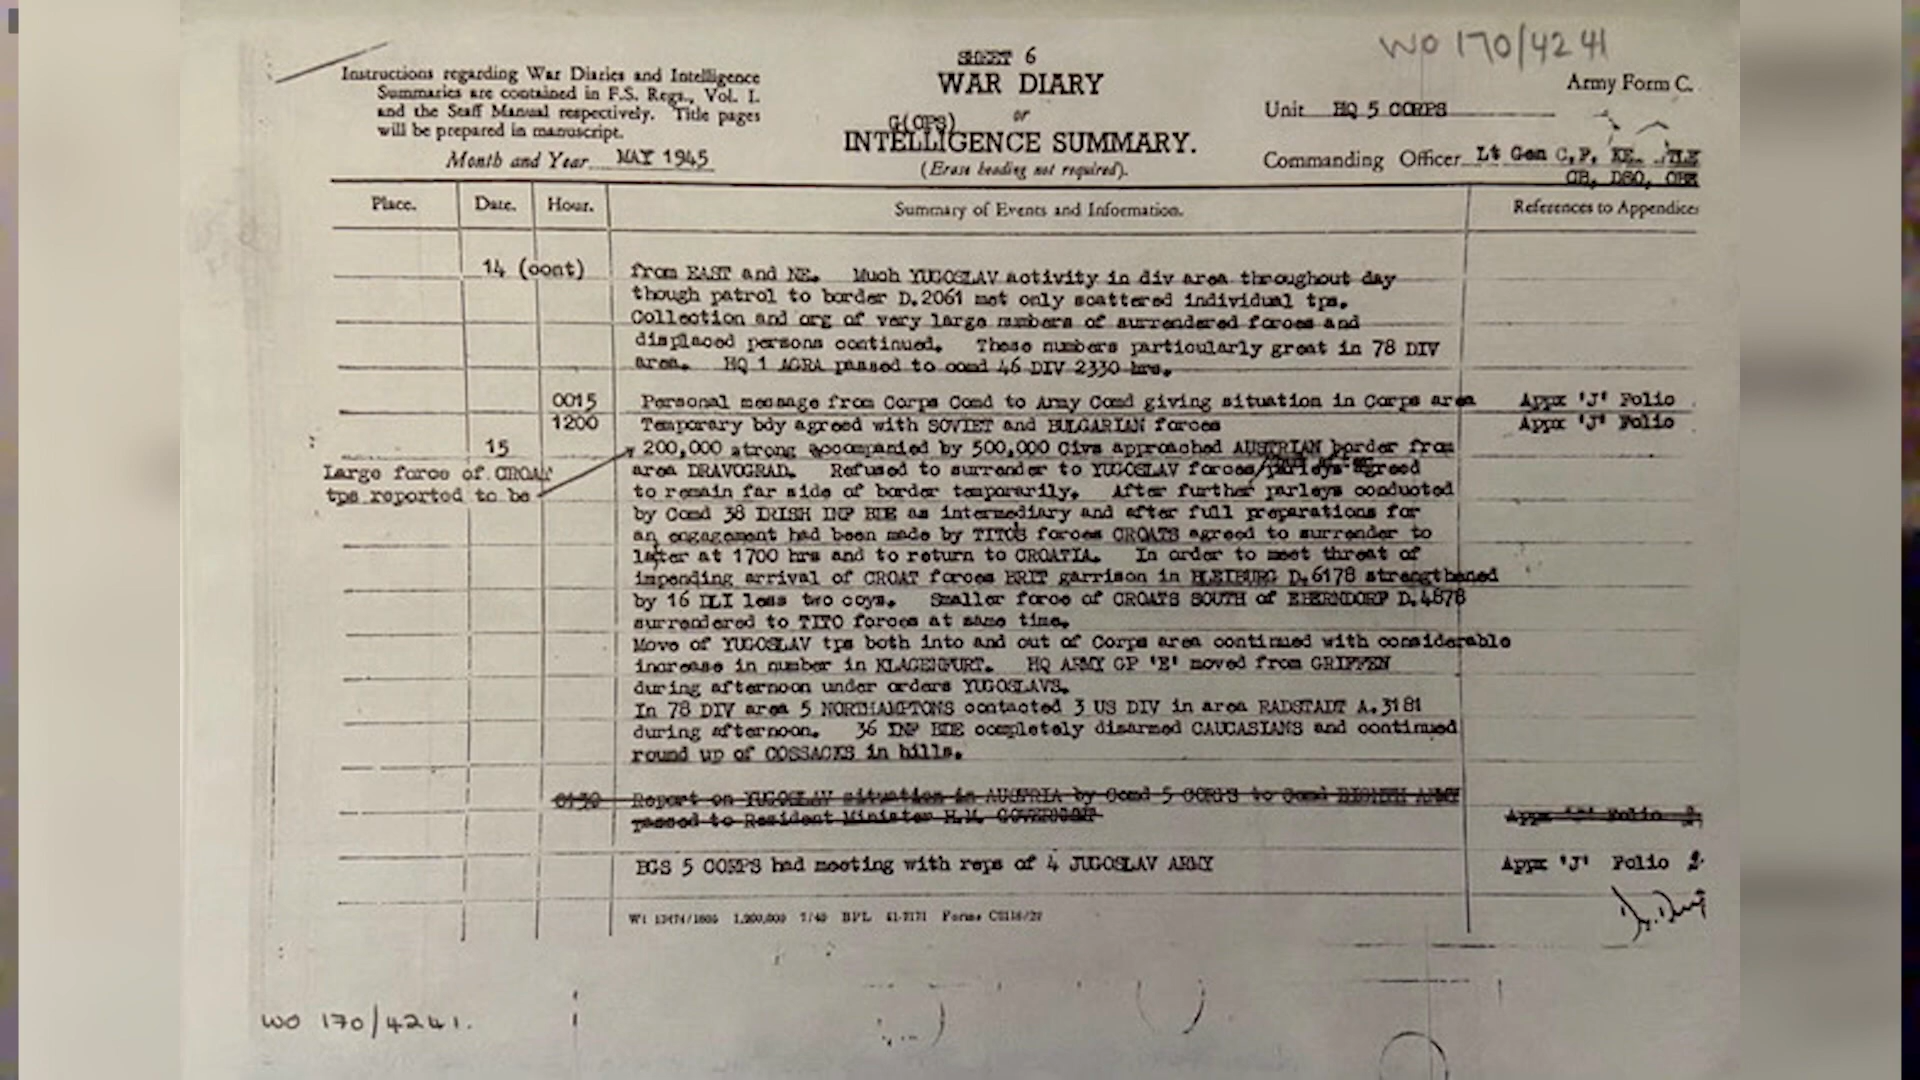 WO 170/4241
SHEET 6
Instructions regarding War Diaries and Intelligence
Summaries are contained in F.S. Regs., Vol. I.
and the Staff Manual respectively. Title pages
will be prepared in manuscript.
WAR DIARY
or
G(OPS)
INTELLIGENCE SUMMARY.
(Erase heading not required).
Army Form C.
Unit HQ 5 CORPS
Month and Year MAY 1945
Commanding Officer Lt Gen C.F.
CB, DSO, OBE
Place. Date. Hour. Summary of Events and Information. References to Appendices
14 (cont) from EAST and NE. Much YUGOSLAV activity in div area throughout day
though patrol to border D.2061 met only scattered individual tps.
Collection and org of very large numbers of surrendered forces and
displaced persons continued. These numbers particularly great in 78 DIV
area. HQ 1 AGRA passed to comd 46 DIV 2330 hrs.
0015 Personal message from Corps Comd to Army Comd giving situation in Corps area Appx 'J' Folio
1200 Temporary bdy agreed with SOVIET and BULGARIAN forces Appx 'J' Folio
15 200,000 strong accompanied by 500,000 Civs approached AUSTRIAN border from
Large force of CROAT
tps reported to be
area DRAVOGRAD. Refused to surrender to YUGOSLAV forces/ agreed
to remain far side of border temporarily. After further parleys conducted
by Comd 38 IRISH INF BDE as intermediary and after full preparations for
an engagement had been made by TITOS forces CROATS agreed to surrender to
latter at 1700 hrs and to return to CROATIA. In order to meet threat of
impending arrival of CROAT forces BRIT garrison in BLEIBURG D.6178 strengthened
by 16 DLI less two coys. Smaller force of CROATS SOUTH of EBERNDORF D.4878
surrendered to TITO forces at same time.
Move of YUGOSLAV tps both into and out of Corps area continued with considerable
increase in number in KLAGENFURT. HQ ARMY GP 'E' moved from GRIFFEN
during afternoon under orders YUGOSLAVS.
In 78 DIV area 5 NORTHAMPTONS contacted 3 US DIV in area RADSTADT A.3181
during afternoon. 36 INF BDE completely disarmed CAUCASIANS and continued
round up of COSSACKS in hills.
0130 Report on YUGOSLAV situation in AUSTRIA by Comd 5 CORPS to Comd EIGHTH ARMY
passed to Resident Minister H.M. GOVERNMENT Appx 'J' Folio
BGS 5 CORPS had meeting with reps of 4 JUGOSLAV ARMY Appx 'J' Folio 2
WO 170/4241.